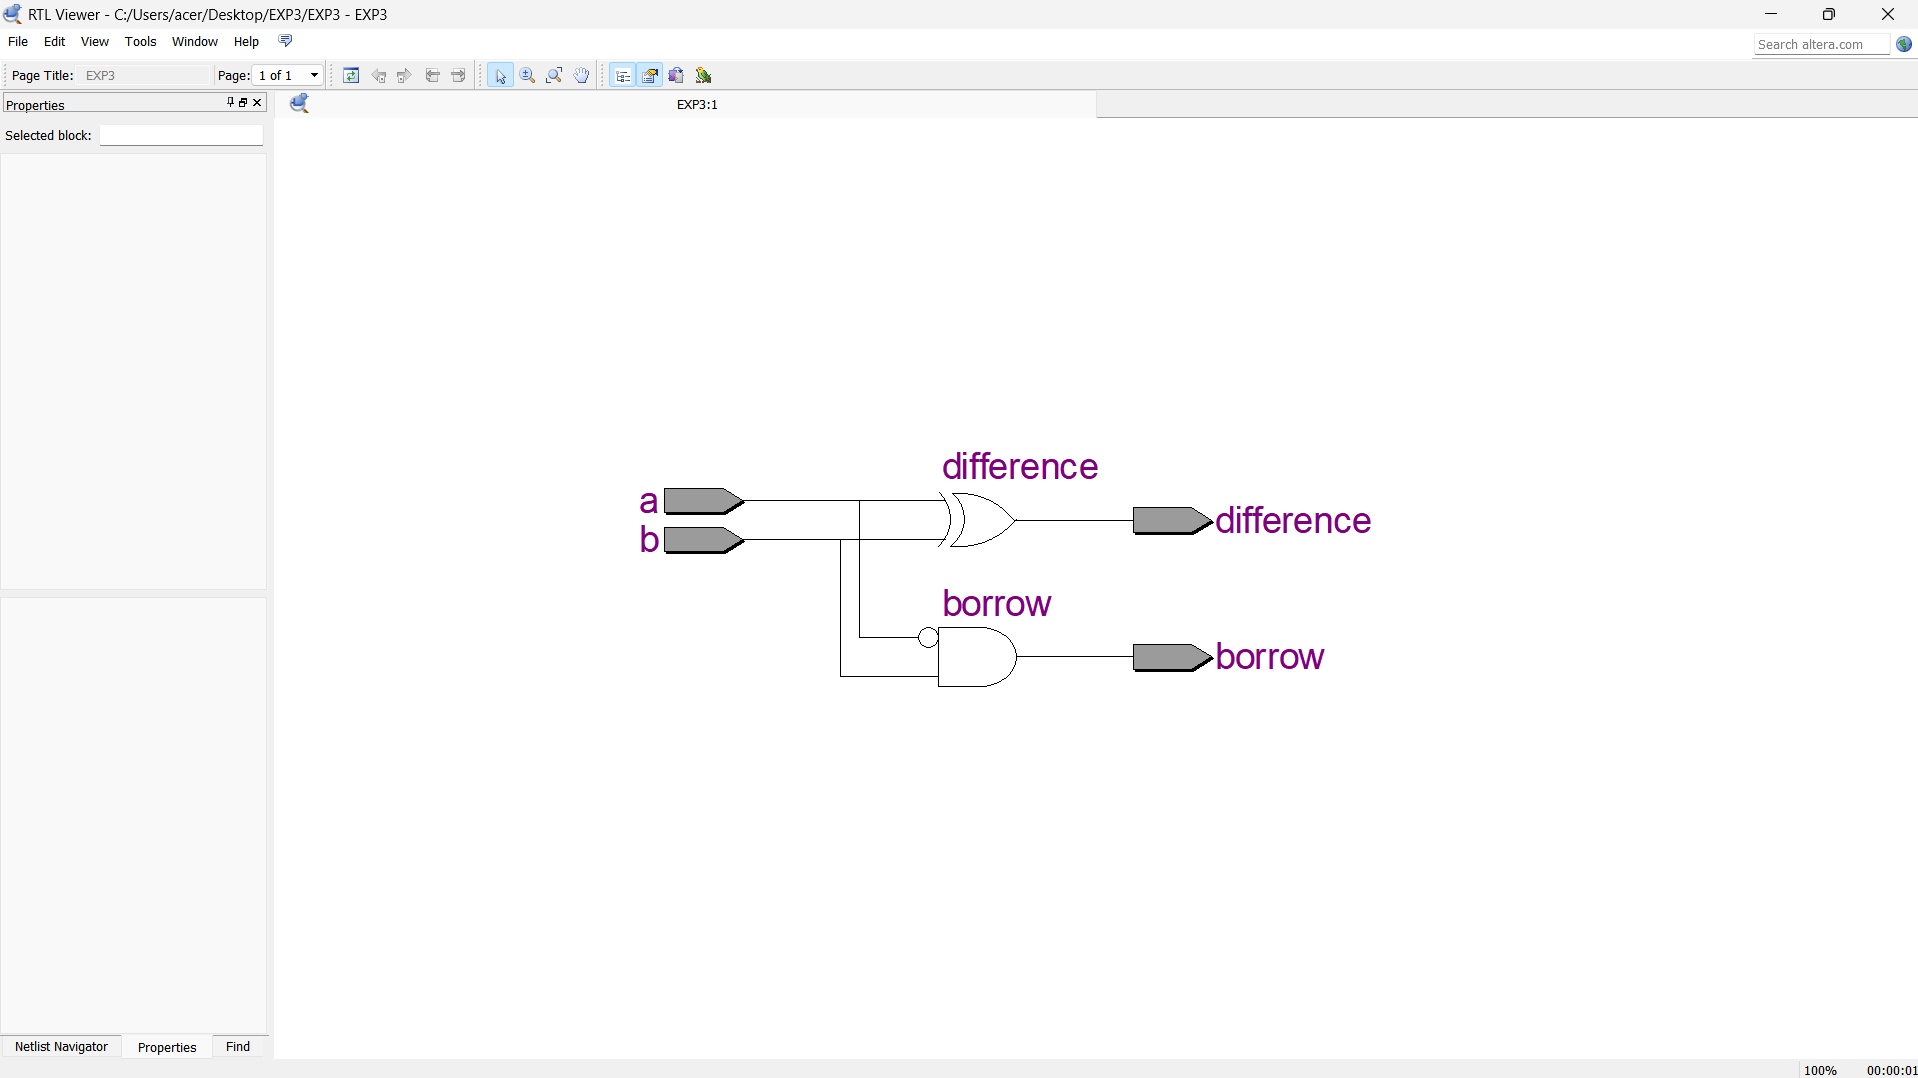 RTL Viewer - C:/Users/acer/Desktop/EXP3/EXP3 - EXP3
File Edit View Tools Window Help
Search altera.com
Page Title: EXP3 Page: 1 of 1
Properties
EXP3:1
Selected block:
difference
a
difference
b
borrow
borrow
Netlist Navigator Properties Find
100% 00:00:01